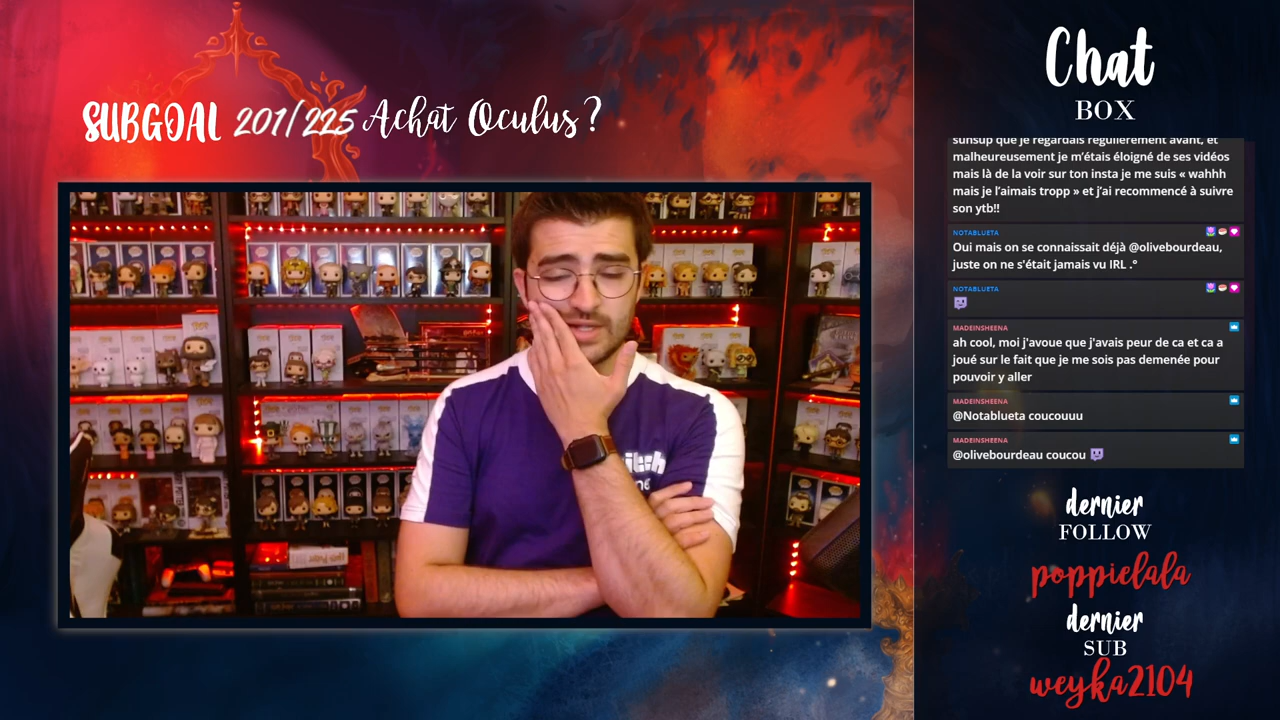 SUBGOAL 201/225 Achat Oculus?
Chat
BOX
sunsup que je regardais régulièrement avant, et
malheureusement je m'étais éloigné de ses vidéos
mais là de la voir sur ton insta je me suis « wahhh
mais je l'aimais tropp » et j'ai recommencé à suivre
son ytb!!
NOTABLUETA
Oui mais on se connaissait déjà @olivebourdeau,
juste on ne s'était jamais vu IRL .°
NOTABLUETA
MADEINSHEENA
ah cool, moi j'avoue que j'avais peur de ca et ca a
joué sur le fait que je me sois pas demenée pour
pouvoir y aller
MADEINSHEENA
@Notablueta coucouuu
MADEINSHEENA
@olivebourdeau coucou
dernier
FOLLOW
poppielala
dernier
SUB
weyka2104